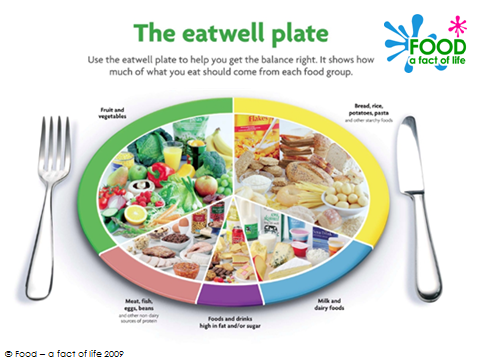 The eatwell plate
Use the eatwell plate to help you get the balance right. It shows how
much of what you eat should come from each food group.
FOOD
a fact of life
Fruit and
vegetables
Bread, rice,
potatoes, pasta
and other starchy foods
Meat, fish,
eggs, beans
and other non-dairy
sources of protein
Foods and drinks
high in fat and/or sugar
Milk and
dairy foods
© Food – a fact of life 2009